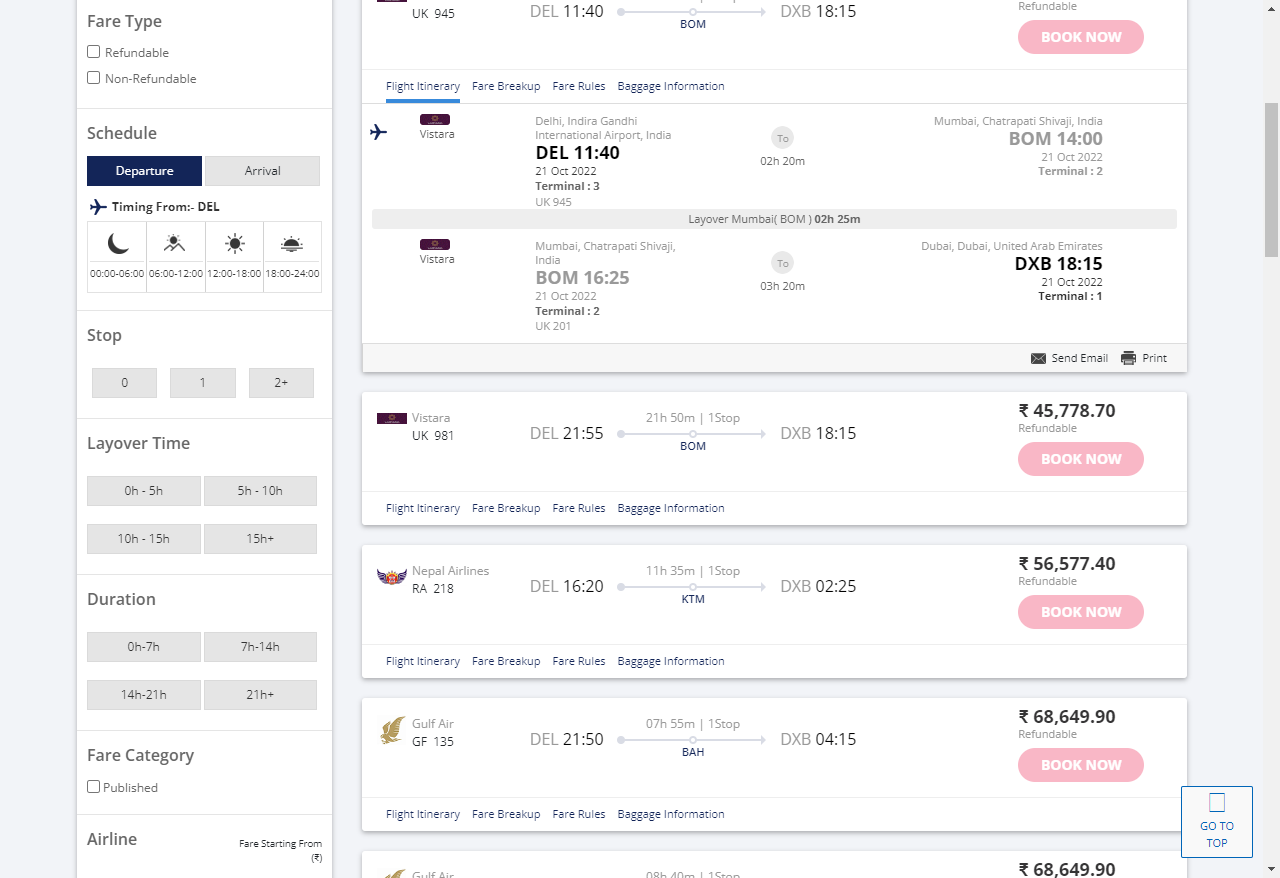 Fare Type
Refundable
Non-Refundable
Schedule
Departure
Arrival
Timing From:- DEL
00:00-06:00
06:00-12:00
12:00-18:00
18:00-24:00
Stop
0
1
2+
Layover Time
0h - 5h
5h - 10h
10h - 15h
15h+
Duration
0h-7h
7h-14h
14h-21h
21h+
Fare Category
Published
Airline
Fare Starting From
(₹)
UK 945
DEL 11:40
BOM
DXB 18:15
Refundable
BOOK NOW
Flight Itinerary
Fare Breakup
Fare Rules
Baggage Information
Vistara
Delhi, Indira Gandhi
International Airport, India
DEL 11:40
21 Oct 2022
Terminal : 3
UK 945
To
02h 20m
Mumbai, Chatrapati Shivaji, India
BOM 14:00
21 Oct 2022
Terminal : 2
Layover Mumbai( BOM ) 02h 25m
Vistara
Mumbai, Chatrapati Shivaji,
India
BOM 16:25
21 Oct 2022
Terminal : 2
UK 201
To
03h 20m
Dubai, Dubai, United Arab Emirates
DXB 18:15
21 Oct 2022
Terminal : 1
Send Email
Print
Vistara
UK 981
DEL 21:55
21h 50m | 1Stop
BOM
DXB 18:15
₹ 45,778.70
Refundable
BOOK NOW
Flight Itinerary
Fare Breakup
Fare Rules
Baggage Information
Nepal Airlines
RA 218
DEL 16:20
11h 35m | 1Stop
KTM
DXB 02:25
₹ 56,577.40
Refundable
BOOK NOW
Flight Itinerary
Fare Breakup
Fare Rules
Baggage Information
Gulf Air
GF 135
DEL 21:50
07h 55m | 1Stop
BAH
DXB 04:15
₹ 68,649.90
Refundable
BOOK NOW
Flight Itinerary
Fare Breakup
Fare Rules
Baggage Information
Gulf Air
08h 40m | 1Stop
₹ 68,649.90
GO TO
TOP